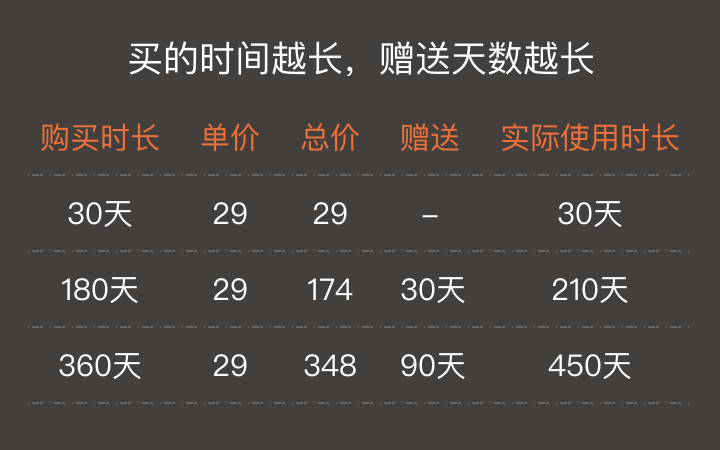 买的时间越长，赠送天数越长
购买时长 单价 总价 赠送 实际使用时长
30天 29 29 – 30天
180天 29 174 30天 210天
360天 29 348 90天 450天